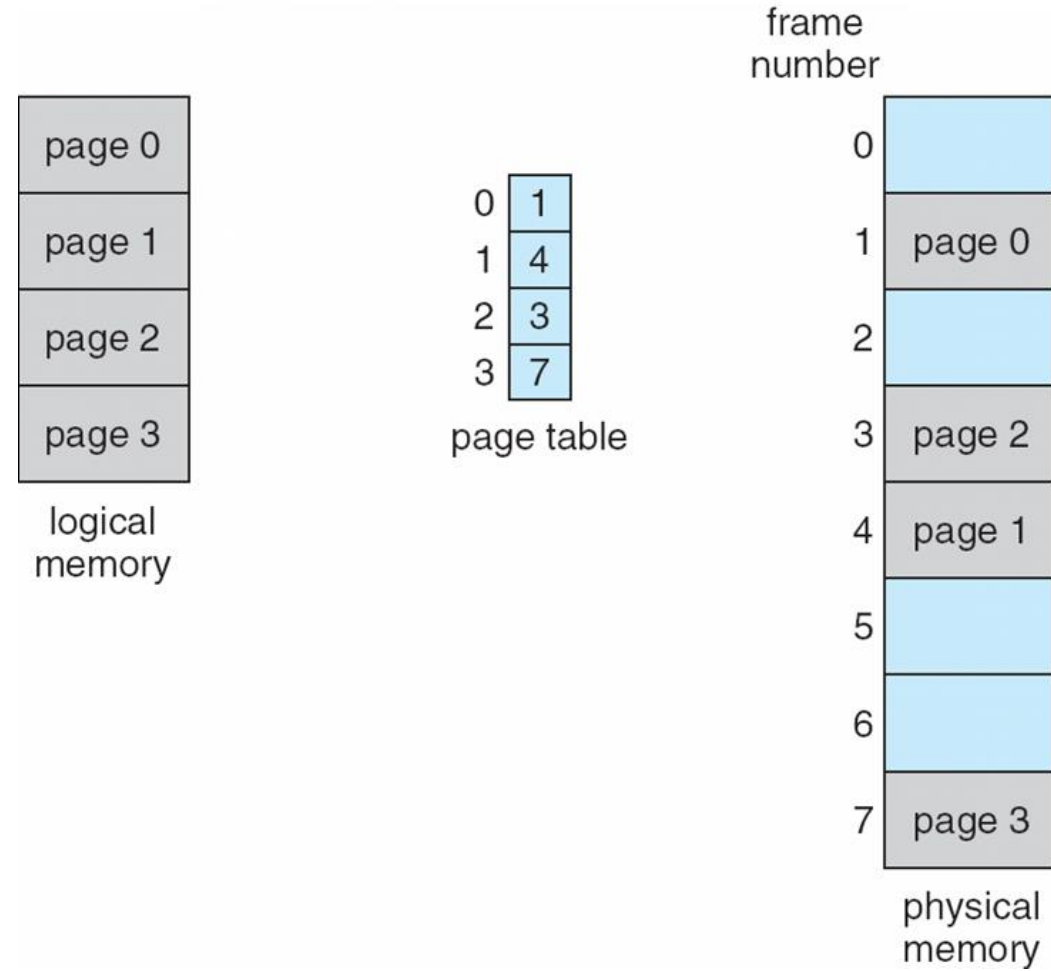 page 0
page 1
page 2
page 3
logical
memory
0 1
1 4
2 3
3 7
page table
frame
number
0
1 page 0
2
3 page 2
4 page 1
5
6
7 page 3
physical
memory